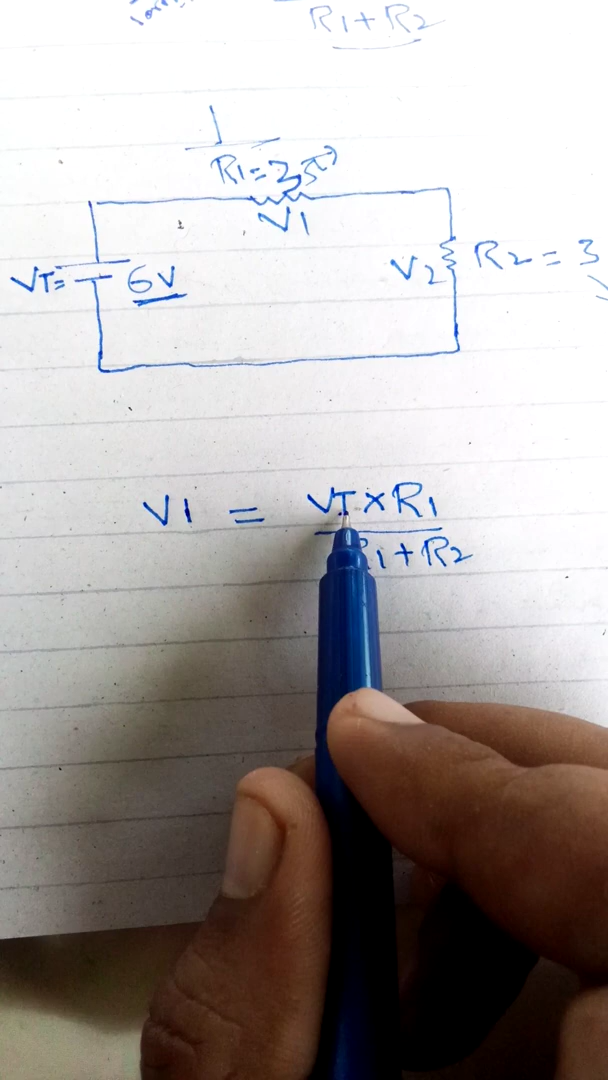 R1+R2
R1=3Ω
V1
VT= 6V
V2 R2=3
V1 = VT×R1
R1+R2